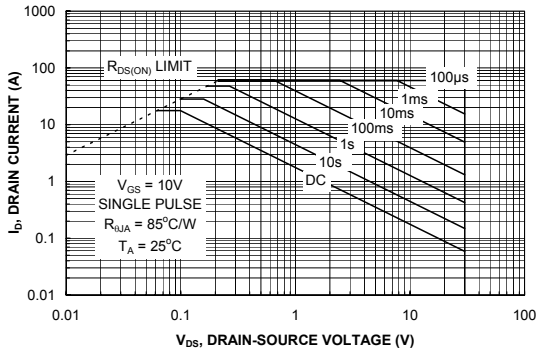 1000
100
10
1
0.1
0.01
I_D, DRAIN CURRENT (A)
R_DS(ON) LIMIT
100μs
1ms
10ms
100ms
1s
10s
DC
V_GS = 10V
SINGLE PULSE
R_θJA = 85°C/W
T_A = 25°C
0.01 0.1 1 10 100
V_DS, DRAIN-SOURCE VOLTAGE (V)